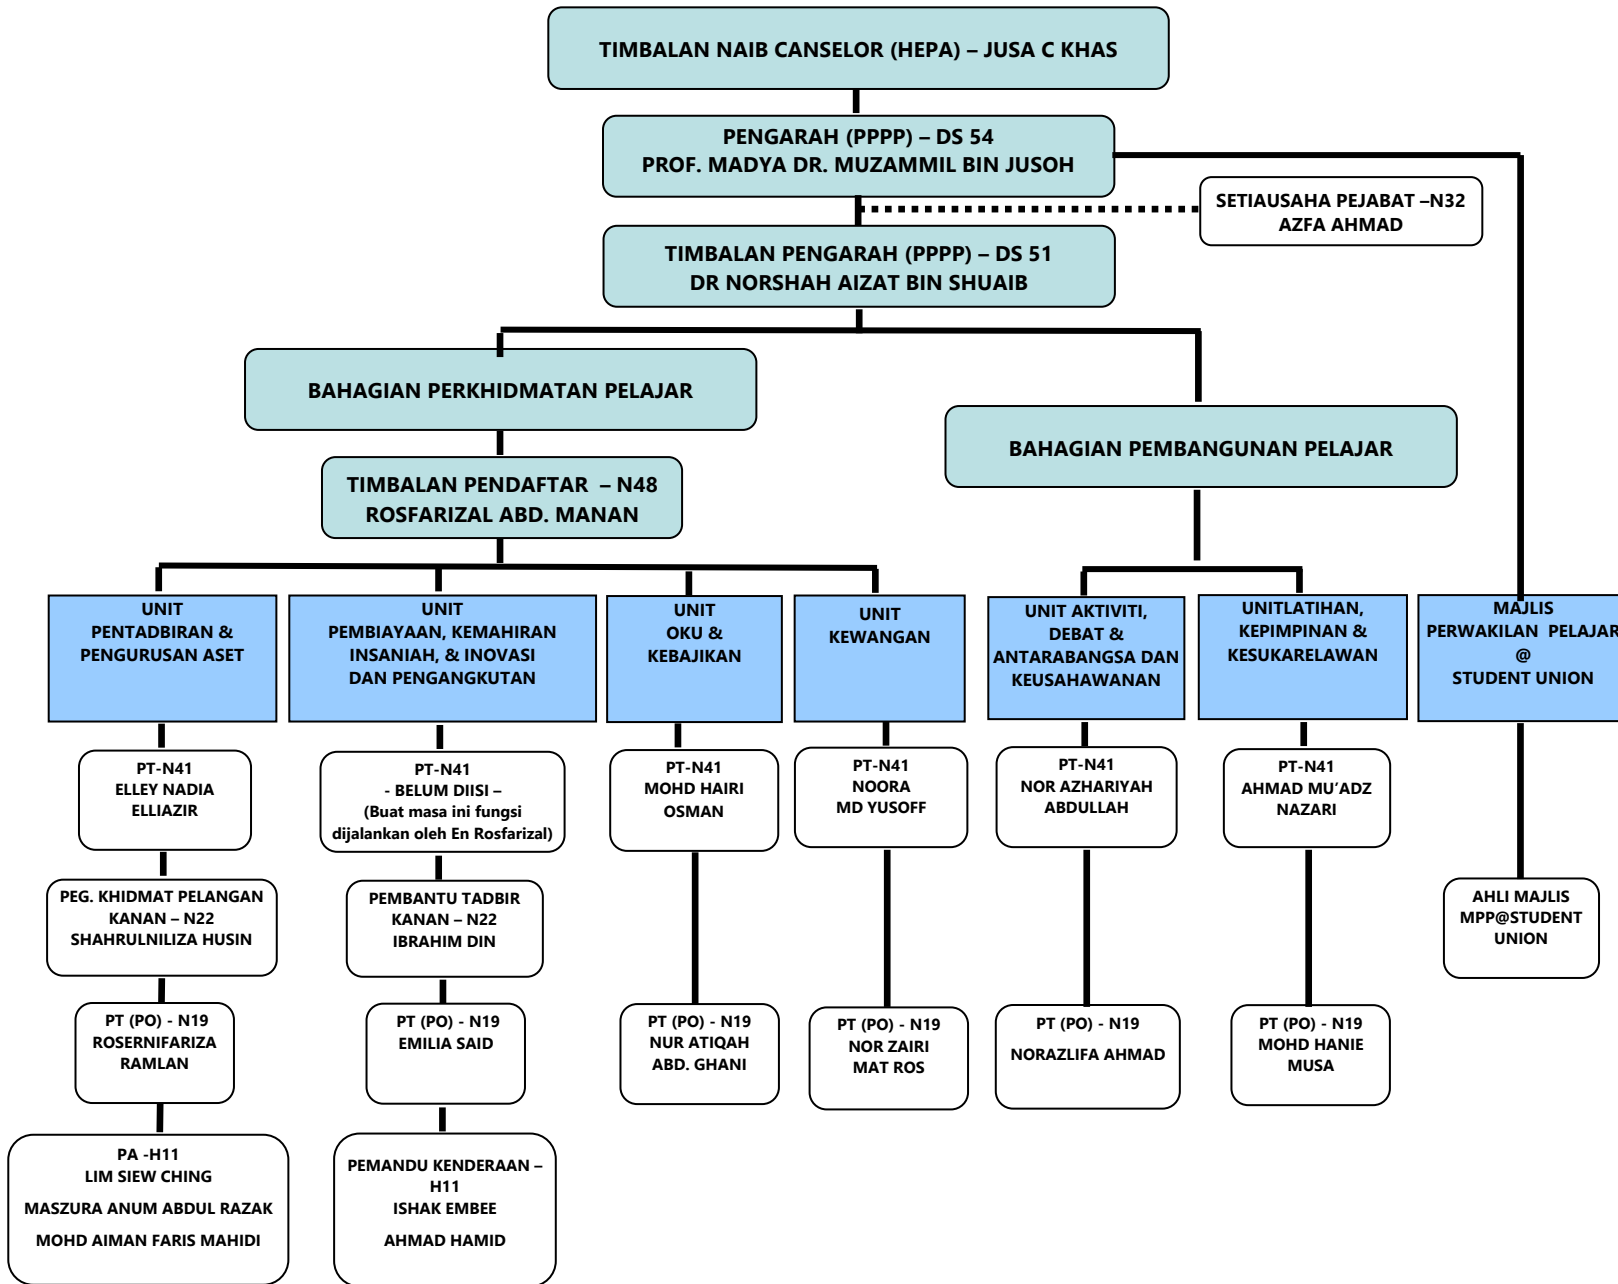 TIMBALAN NAIB CANSELOR (HEPA) – JUSA C KHAS
PENGARAH (PPPP) – DS 54
PROF. MADYA DR. MUZAMMIL BIN JUSOH
SETIAUSAHA PEJABAT –N32
AZFA AHMAD
TIMBALAN PENGARAH (PPPP) – DS 51
DR NORSHAH AIZAT BIN SHUAIB
BAHAGIAN PERKHIDMATAN PELAJAR
BAHAGIAN PEMBANGUNAN PELAJAR
TIMBALAN PENDAFTAR – N48
ROSFARIZAL ABD. MANAN
UNIT
PENTADBIRAN &
PENGURUSAN ASET
UNIT
PEMBIAYAAN, KEMAHIRAN
INSANIAH, & INOVASI
DAN PENGANGKUTAN
UNIT
OKU &
KEBAJIKAN
UNIT
KEWANGAN
UNIT AKTIVITI,
DEBAT &
ANTARABANGSA DAN
KEUSAHAWANAN
UNITLATIHAN,
KEPIMPINAN &
KESUKARELAWAN
MAJLIS
PERWAKILAN PELAJAR
@
STUDENT UNION
PT-N41
ELLEY NADIA
ELLIAZIR
PT-N41
- BELUM DIISI –
(Buat masa ini fungsi
dijalankan oleh En Rosfarizal)
PT-N41
MOHD HAIRI
OSMAN
PT-N41
NOORA
MD YUSOFF
PT-N41
NOR AZHARIYAH
ABDULLAH
PT-N41
AHMAD MU’ADZ
NAZARI
PEG. KHIDMAT PELANGAN
KANAN – N22
SHAHRULNILIZA HUSIN
PEMBANTU TADBIR
KANAN – N22
IBRAHIM DIN
AHLI MAJLIS
MPP@STUDENT
UNION
PT (PO) - N19
ROSERNIFARIZA
RAMLAN
PT (PO) - N19
EMILIA SAID
PT (PO) - N19
NUR ATIQAH
ABD. GHANI
PT (PO) - N19
NOR ZAIRI
MAT ROS
PT (PO) - N19
NORAZLIFA AHMAD
PT (PO) - N19
MOHD HANIE
MUSA
PA -H11
LIM SIEW CHING
MASZURA ANUM ABDUL RAZAK
MOHD AIMAN FARIS MAHIDI
PEMANDU KENDERAAN –
H11
ISHAK EMBEE
AHMAD HAMID